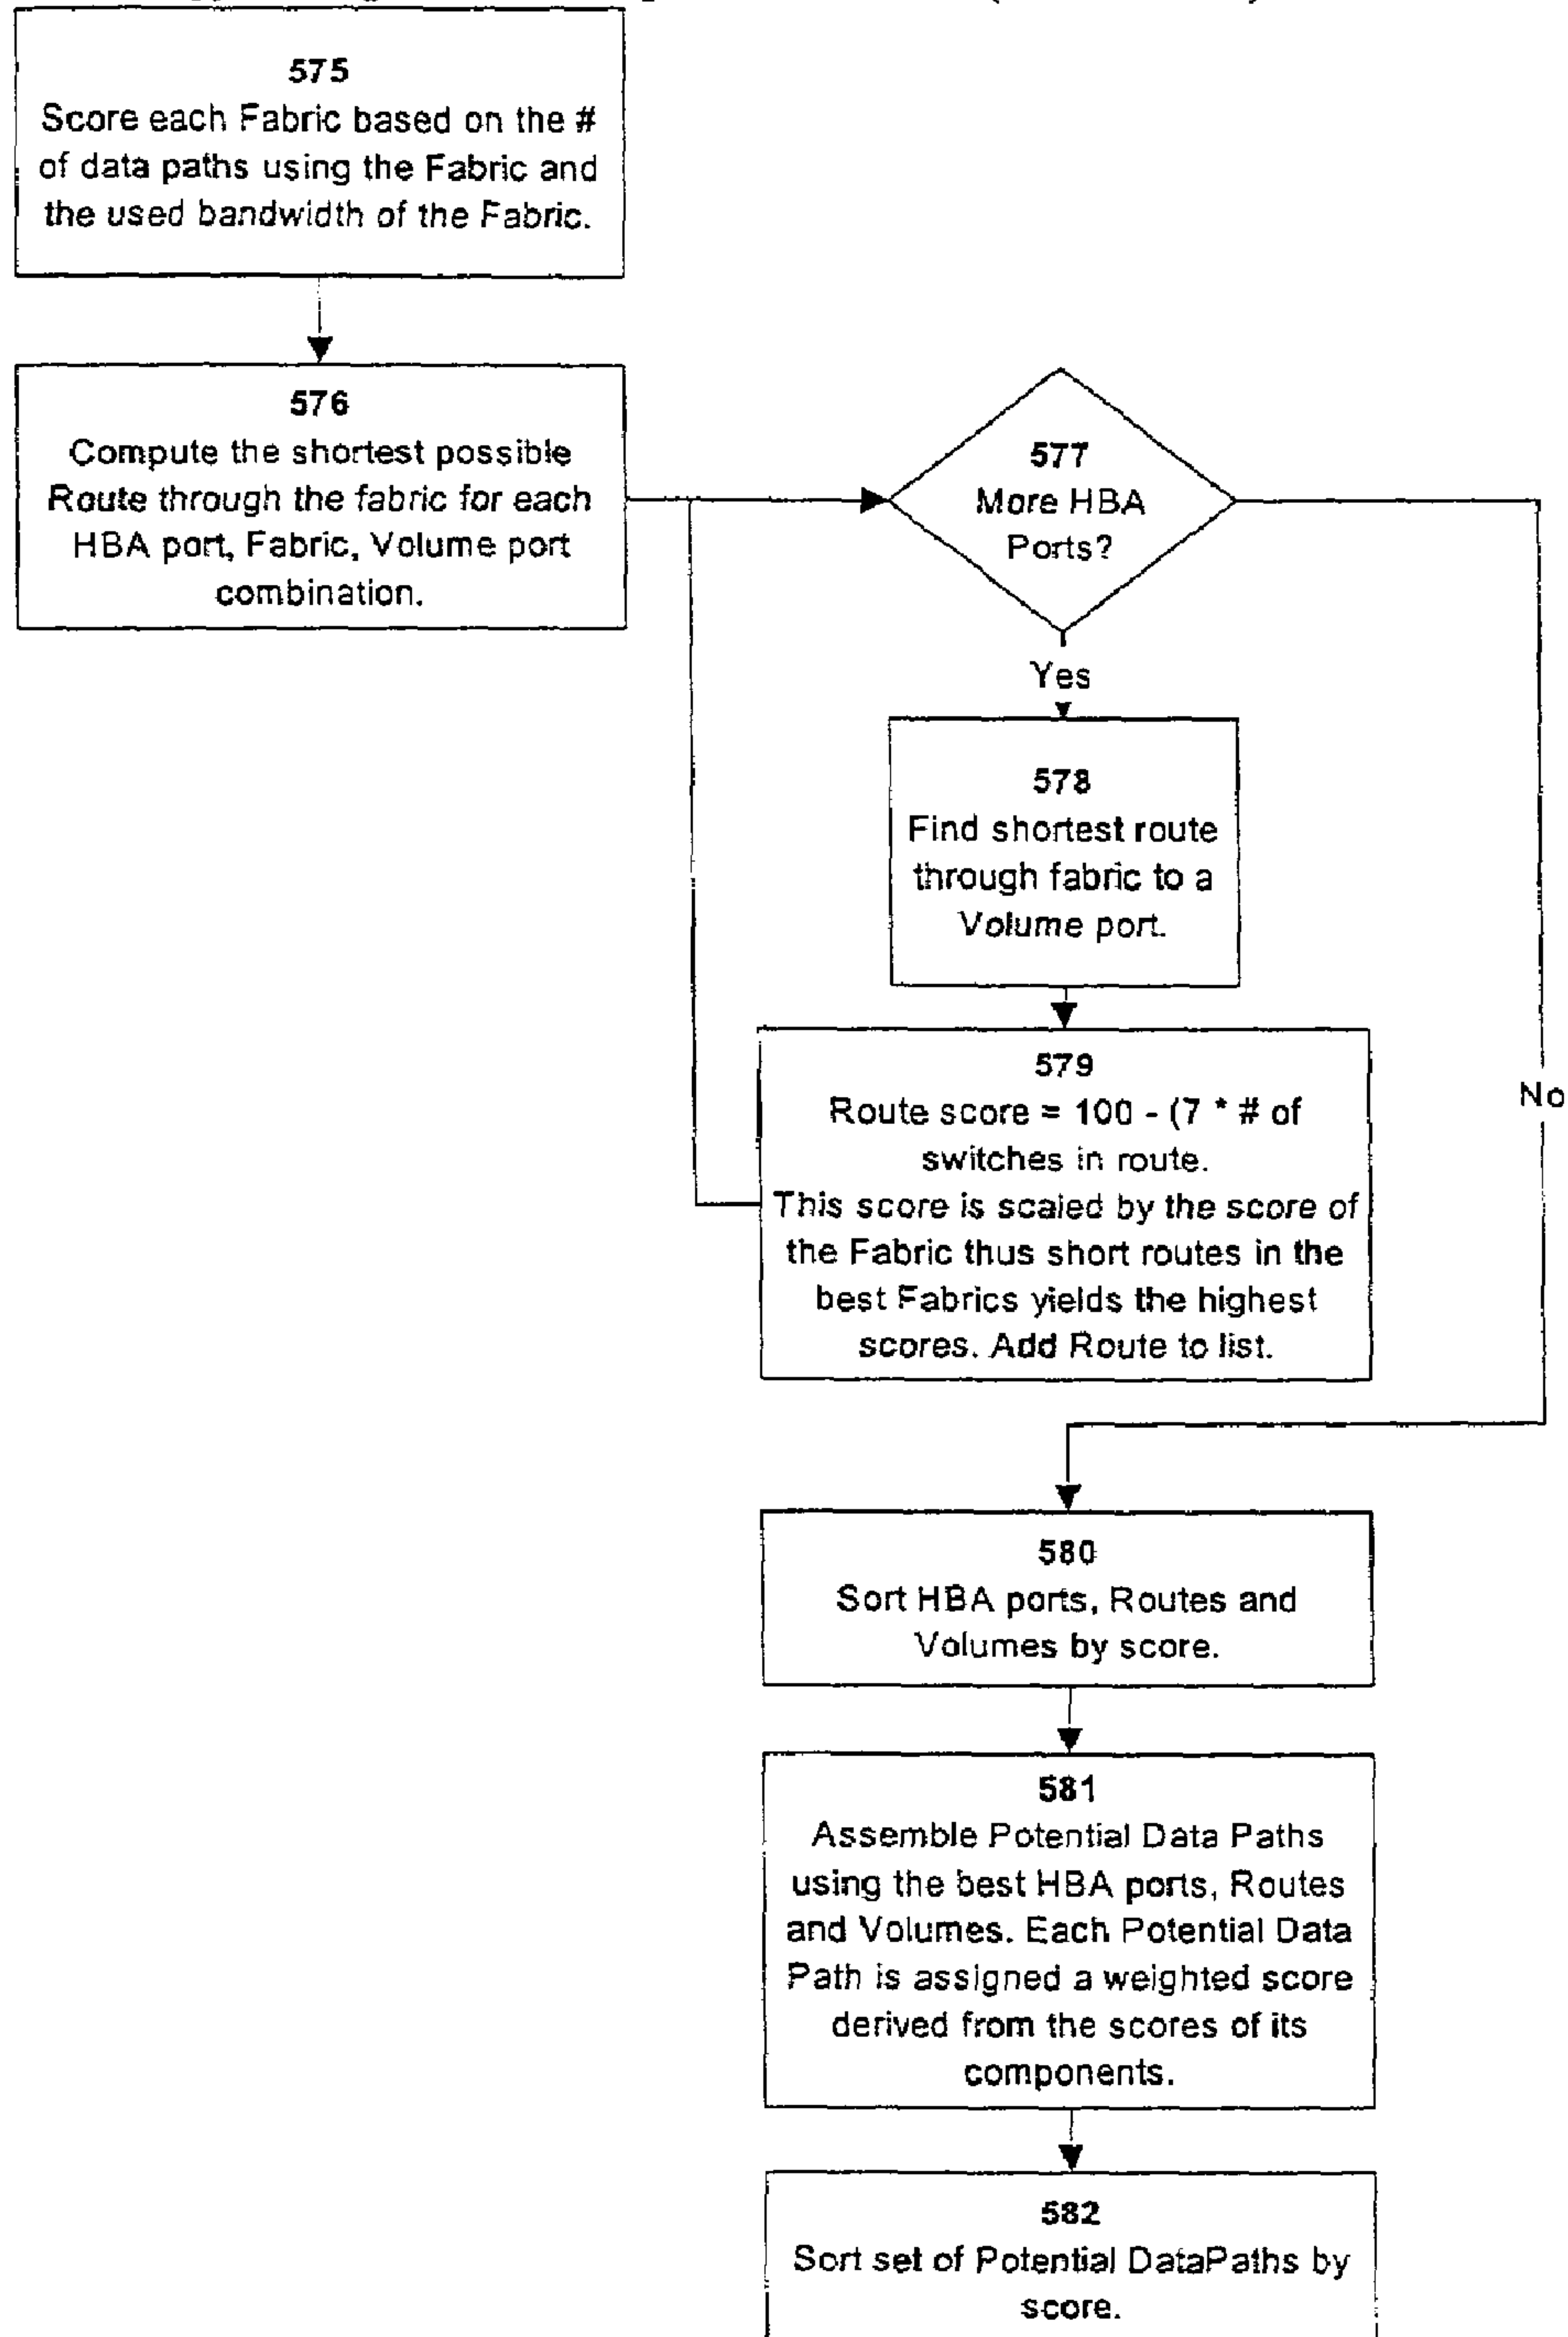 575
Score each Fabric based on the #
of data paths using the Fabric and
the used bandwidth of the Fabric.
576
Compute the shortest possible
Route through the fabric for each
HBA port, Fabric, Volume port
combination.
577
More HBA
Ports?
Yes
578
Find shortest route
through fabric to a
Volume port.
579
Route score = 100 - (7 * # of
switches in route.
This score is scaled by the score of
the Fabric thus short routes in the
best Fabrics yields the highest
scores. Add Route to list.
No
580
Sort HBA ports, Routes and
Volumes by score.
581
Assemble Potential Data Paths
using the best HBA ports, Routes
and Volumes. Each Potential Data
Path is assigned a weighted score
derived from the scores of its
components.
582
Sort set of Potential DataPaths by
score.